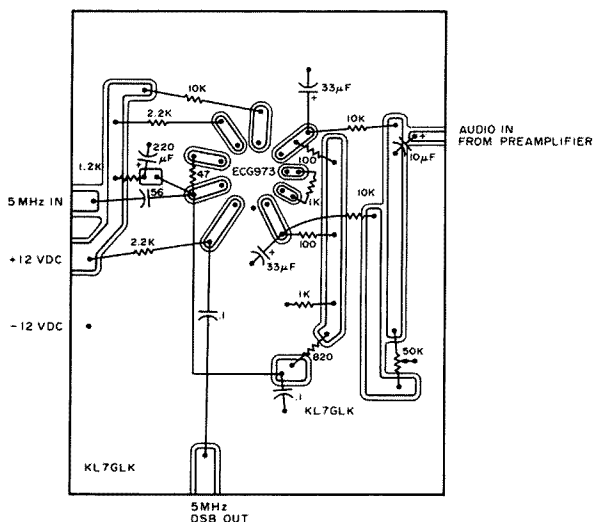 33µF
10K
2.2K
10K
AUDIO IN
FROM PREAMPLIFIER
10µF
+
+
220
µF
+
1.2K
47
ECG973
100
1K
10K
5 MHz IN
56
2.2K
100
+12 VDC
33µF
+
-12 VDC
.1
1K
820
50K
.1
KL7GLK
KL7GLK
5MHz
DSB OUT